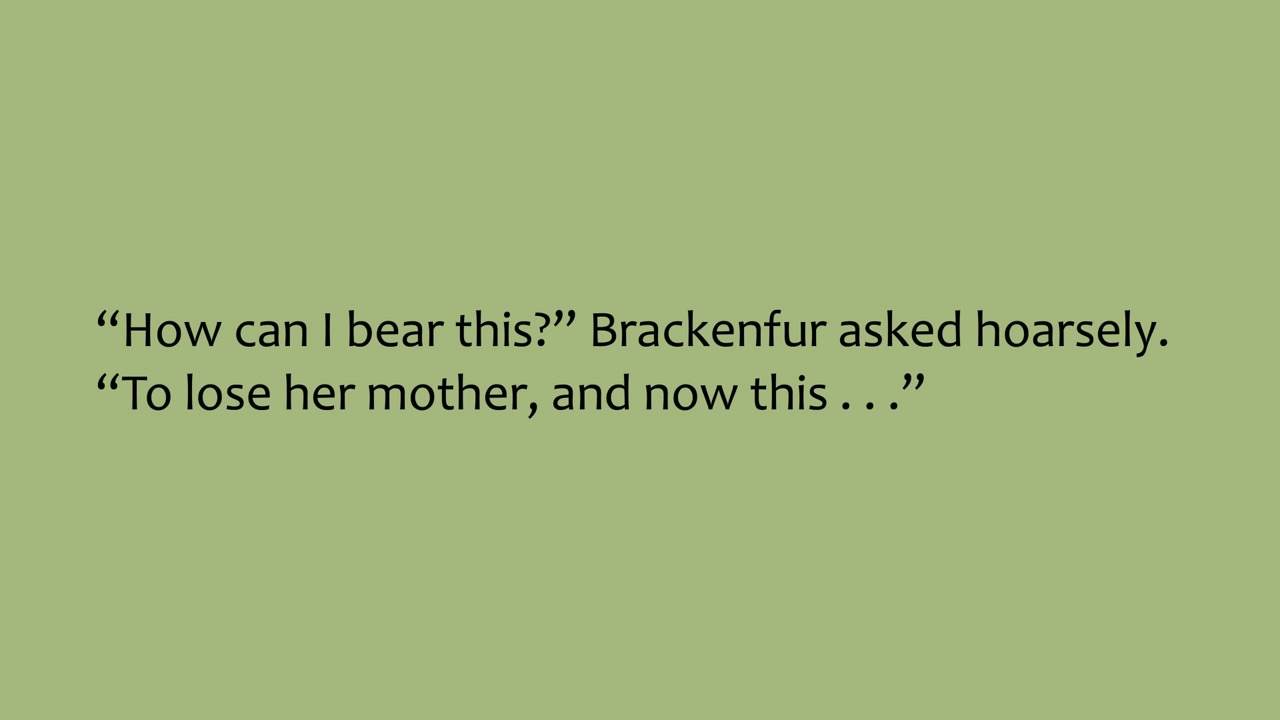 “How can I bear this?” Brackenfur asked hoarsely.
“To lose her mother, and now this . . .”